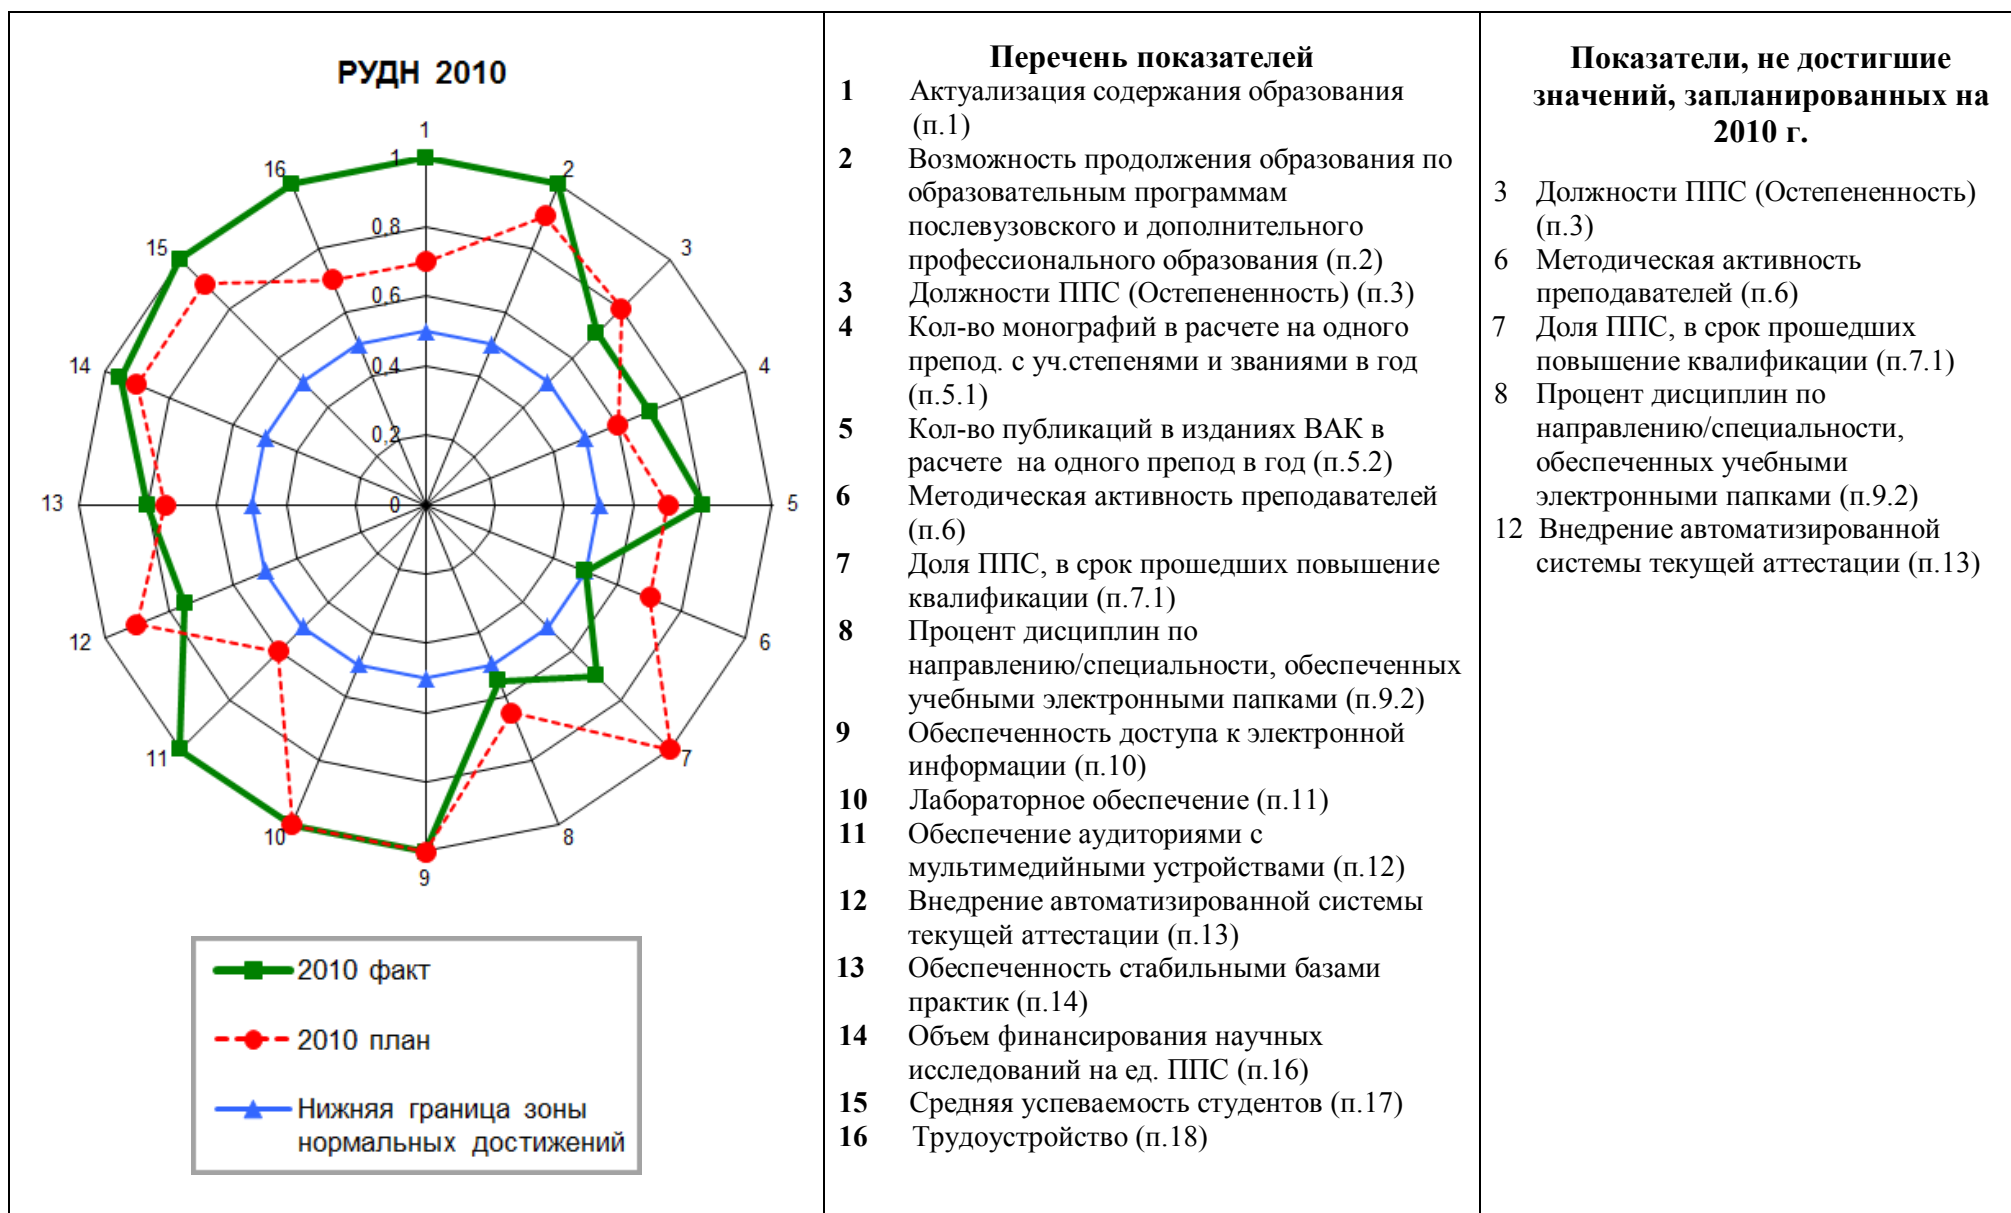 РУДН 2010
1
2
3
4
5
6
7
8
9
10
11
12
13
14
15
16
1
0,8
0,6
0,4
0,2
0
2010 факт
2010 план
Нижняя граница зоны
нормальных достижений
Перечень показателей
1 Актуализация содержания образования
(п.1)
2 Возможность продолжения образования по
образовательным программам
послевузовского и дополнительного
профессионального образования (п.2)
3 Должности ППС (Остепененность) (п.3)
4 Кол-во монографий в расчете на одного
препод. с уч.степенями и званиями в год
(п.5.1)
5 Кол-во публикаций в изданиях ВАК в
расчете на одного препод в год (п.5.2)
6 Методическая активность преподавателей
(п.6)
7 Доля ППС, в срок прошедших повышение
квалификации (п.7.1)
8 Процент дисциплин по
направлению/специальности, обеспеченных
учебными электронными папками (п.9.2)
9 Обеспеченность доступа к электронной
информации (п.10)
10 Лабораторное обеспечение (п.11)
11 Обеспечение аудиториями с
мультимедийными устройствами (п.12)
12 Внедрение автоматизированной системы
текущей аттестации (п.13)
13 Обеспеченность стабильными базами
практик (п.14)
14 Объем финансирования научных
исследований на ед. ППС (п.16)
15 Средняя успеваемость студентов (п.17)
16 Трудоустройство (п.18)
Показатели, не достигшие
значений, запланированных на
2010 г.
3 Должности ППС (Остепененность)
(п.3)
6 Методическая активность
преподавателей (п.6)
7 Доля ППС, в срок прошедших
повышение квалификации (п.7.1)
8 Процент дисциплин по
направлению/специальности,
обеспеченных учебными
электронными папками (п.9.2)
12 Внедрение автоматизированной
системы текущей аттестации (п.13)